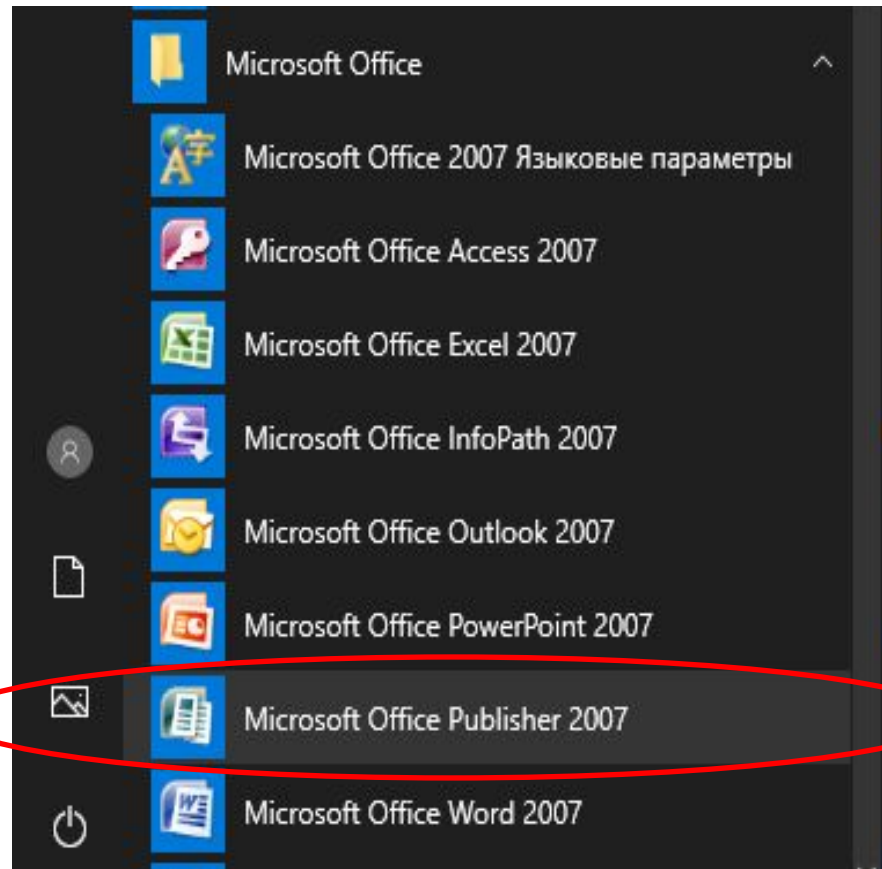 Microsoft Office
Microsoft Office 2007 Языковые параметры
Microsoft Office Access 2007
Microsoft Office Excel 2007
Microsoft Office InfoPath 2007
Microsoft Office Outlook 2007
Microsoft Office PowerPoint 2007
Microsoft Office Publisher 2007
Microsoft Office Word 2007